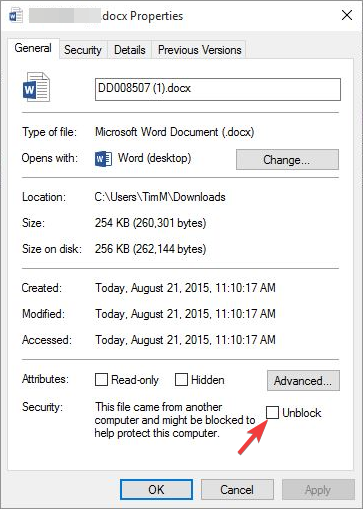 .docx Properties
General Security Details Previous Versions
DD008507 (1).docx
Type of file: Microsoft Word Document (.docx)
Opens with: Word (desktop) Change...
Location: C:\Users\TimM\Downloads
Size: 254 KB (260,301 bytes)
Size on disk: 256 KB (262,144 bytes)
Created: Today, August 21, 2015, 11:10:17 AM
Modified: Today, August 21, 2015, 11:10:17 AM
Accessed: Today, August 21, 2015, 11:10:17 AM
Attributes: Read-only Hidden Advanced...
Security: This file came from another
computer and might be blocked to Unblock
help protect this computer.
OK Cancel Apply